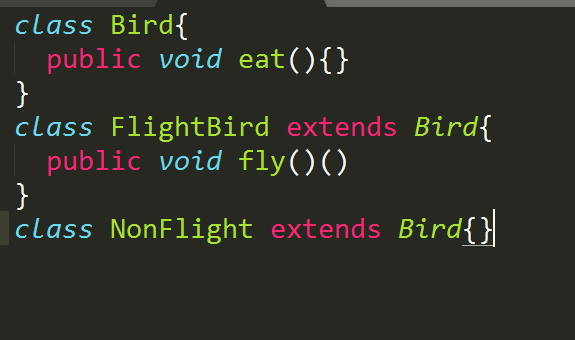 class Bird{
  public void eat(){}
}
class FlightBird extends Bird{
  public void fly()()
}
class NonFlight extends Bird{}